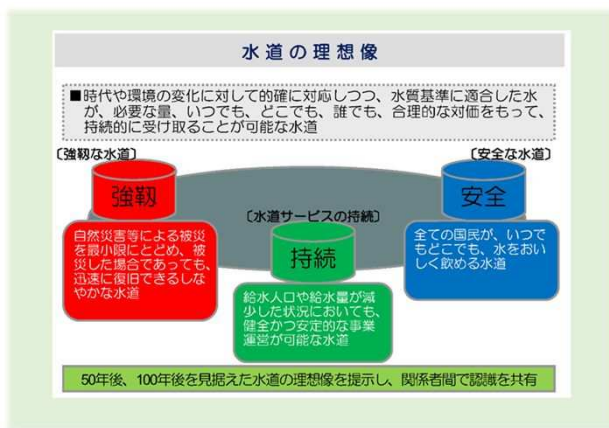 水道の理想像
■時代や環境の変化に対して的確に対応しつつ、水質基準に適合した水
が、必要な量、いつでも、どこでも、誰でも、合理的な対価をもって、
持続的に受け取ることが可能な水道
〔強靱な水道〕
強靱
自然災害等による被災
を最小限にとどめ、被
災した場合であっても、
迅速に復旧できるしな
やかな水道
〔水道サービスの持続〕
持続
給水人口や給水量が減
少した状況においても、
健全かつ安定的な事業
運営が可能な水道
〔安全な水道〕
安全
全ての国民が、いつで
もどこでも、水をおい
しく飲める水道
50年後、100年後を見据えた水道の理想像を提示し、関係者間で認識を共有